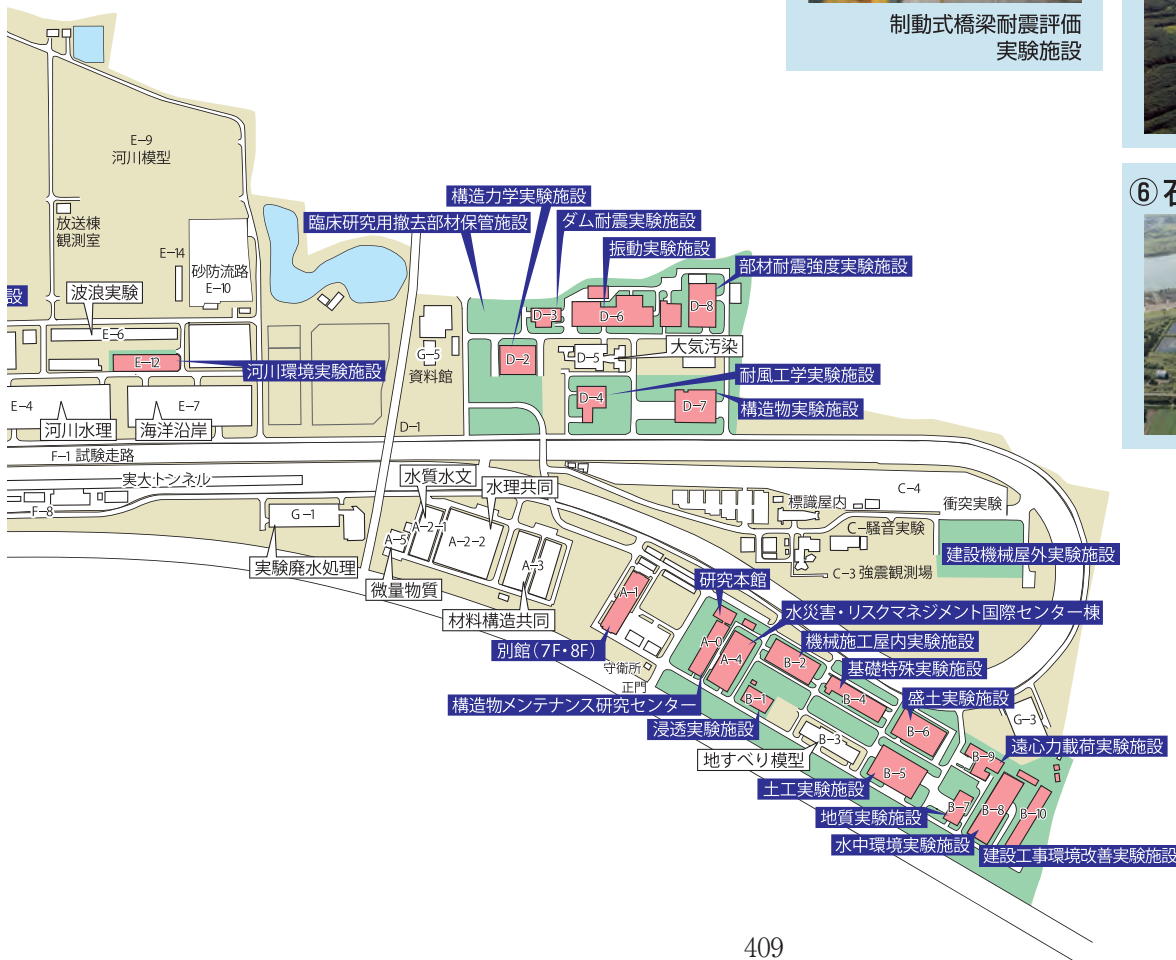 制動式橋梁耐震評価
実験施設
⑥
E-9
河川模型
放送棟
観測室
E-14
砂防流路
E-10
設
波浪実験
E-6
E-12
河川環境実験施設
E-4
E-7
河川水理
海洋沿岸
F-1 試験走路
実大トンネル
F-8
G-1
実験廃水処理
構造力学実験施設
臨床研究用撤去部材保管施設
ダム耐震実験施設
振動実験施設
部材耐震強度実験施設
D-3
D-6
D-8
G-5
資料館
D-2
D-5
大気汚染
耐風工学実験施設
D-4
D-7
構造物実験施設
D-1
水質水文
水理共同
A-5
A-2-1
A-2-2
A-3
微量物質
材料構造共同
標識屋内
C-4
衝突実験
C-騒音実験
建設機械屋外実験施設
C-3 強震観測場
A-1
研究本館
水災害・リスクマネジメント国際センター棟
機械施工屋内実験施設
別館(7F・8F)
A-0
A-4
B-2
基礎特殊実験施設
守衛所
正門
構造物メンテナンス研究センター
B-1
B-4
盛土実験施設
浸透実験施設
B-3
B-6
G-3
遠心力載荷実験施設
地すべり模型
B-5
B-9
土工実験施設
B-7
B-8
B-10
地質実験施設
水中環境実験施設
建設工事環境改善実験施設
409